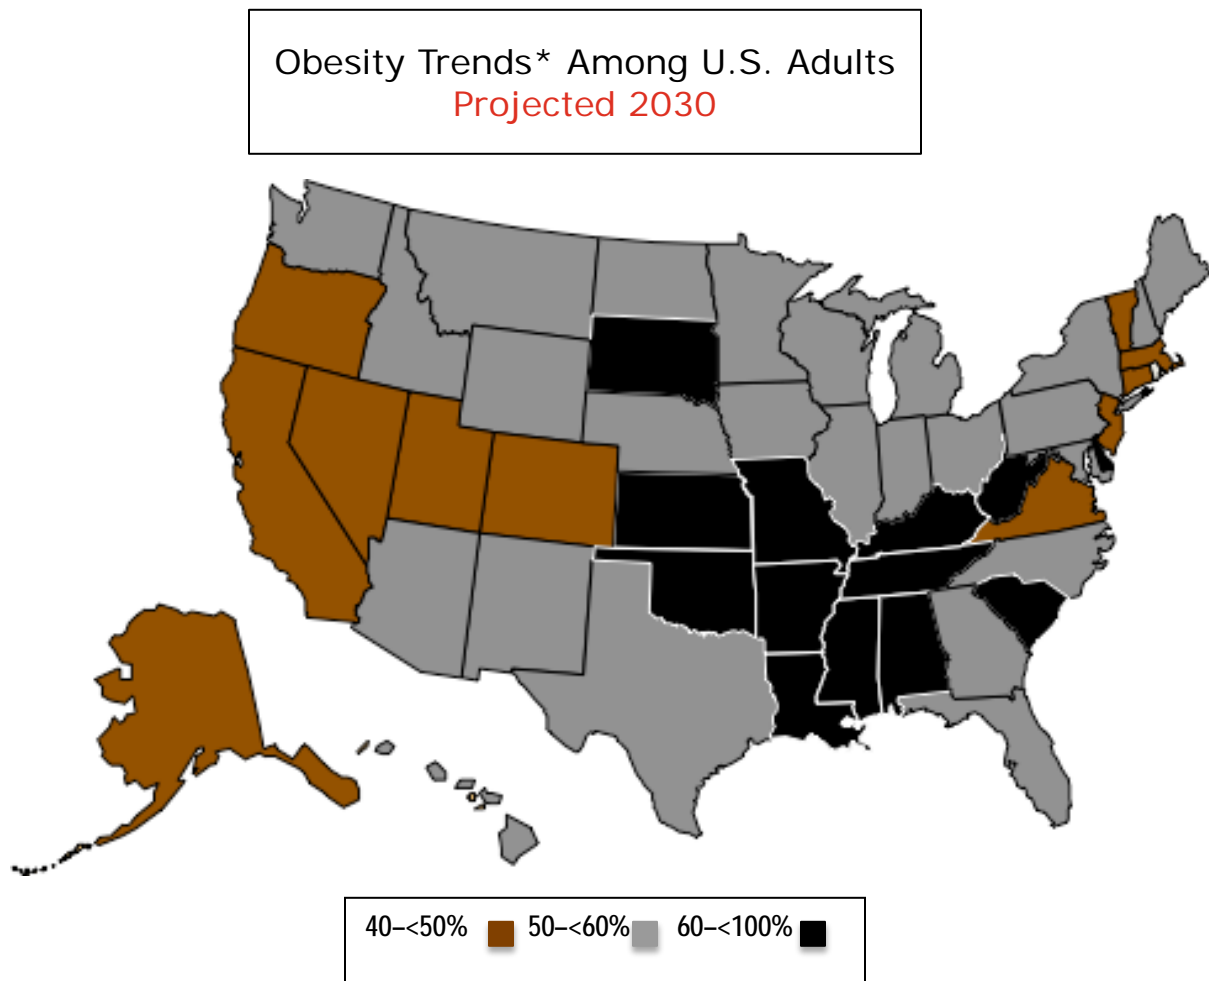 Obesity Trends* Among U.S. Adults
Projected 2030
40–<50% 50–<60% 60–<100%